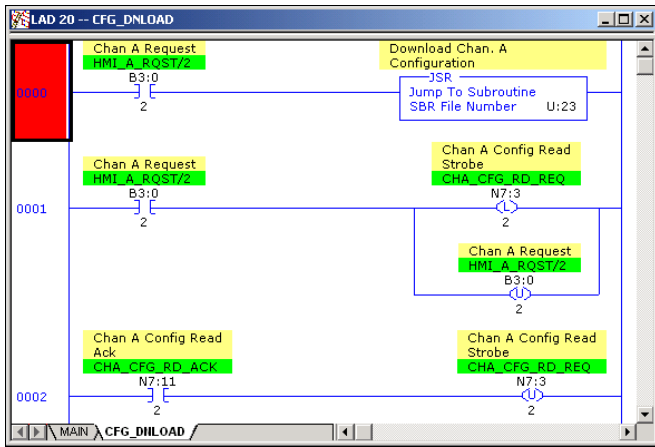 LAD 20 -- CFG_DNLOAD
Chan A Request
HMI_A_RQST/2
B3:0
2
Download Chan. A
Configuration
JSR
Jump To Subroutine
SBR File Number U:23
0000
Chan A Request
HMI_A_RQST/2
B3:0
2
Chan A Config Read
Strobe
CHA_CFG_RD_REQ
N7:3
L
2
0001
Chan A Request
HMI_A_RQST/2
B3:0
U
2
Chan A Config Read
Ack
CHA_CFG_RD_ACK
N7:11
2
Chan A Config Read
Strobe
CHA_CFG_RD_REQ
N7:3
U
2
0002
MAIN CFG_DNLOAD